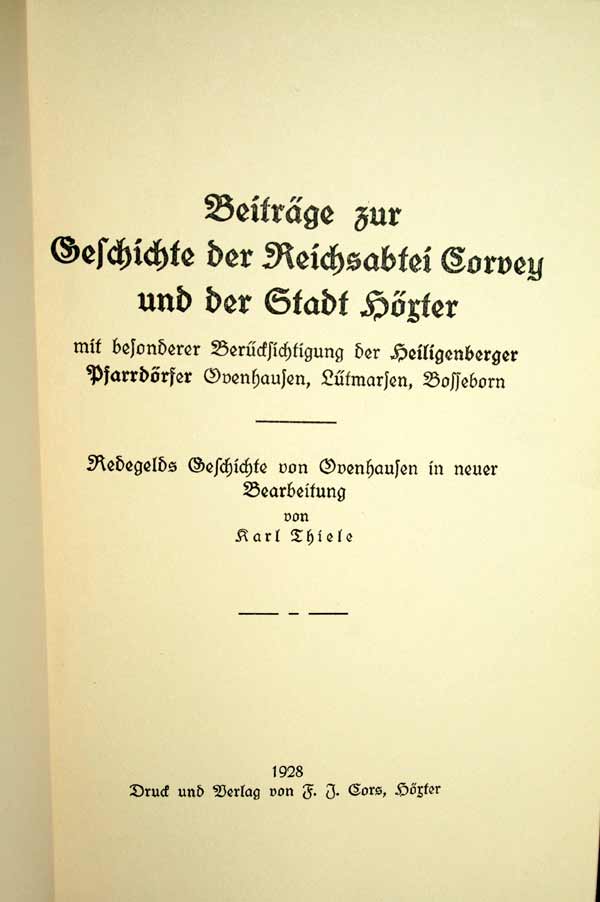 Beiträge zur
Geschichte der Reichsabtei Corvey
und der Stadt Höxter
mit besonderer Berücksichtigung der Heiligenberger
Pfarrdörfer Ovenhausen, Lütmarsen, Bosseborn
Redegelds Geschichte von Ovenhausen in neuer
Bearbeitung
von
Karl Thiele
1928
Druck und Verlag von F. J. Cors, Höxter